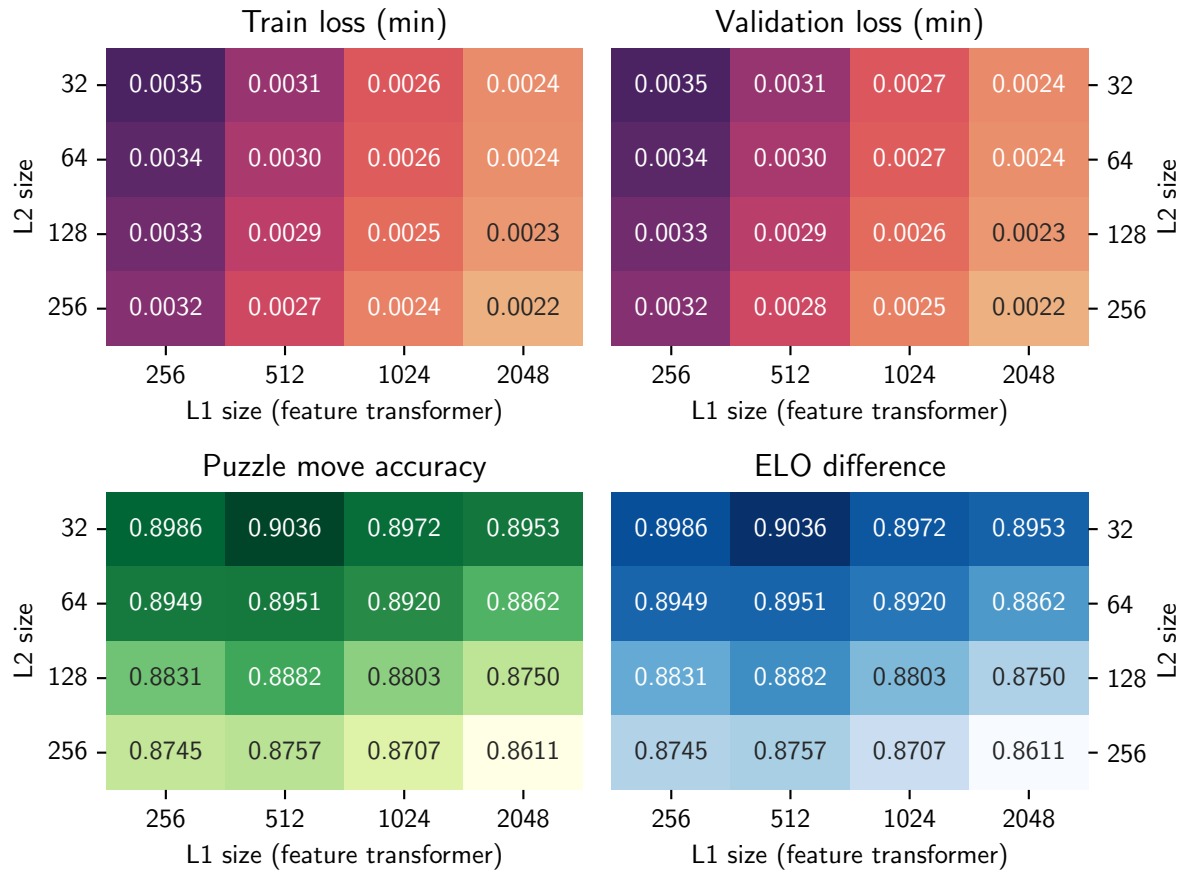 Train loss (min)
Validation loss (min)
L2 size
32 0.0035 0.0031 0.0026 0.0024 0.0035 0.0031 0.0027 0.0024 32
64 0.0034 0.0030 0.0026 0.0024 0.0034 0.0030 0.0027 0.0024 64
128 0.0033 0.0029 0.0025 0.0023 0.0033 0.0029 0.0026 0.0023 128
256 0.0032 0.0027 0.0024 0.0022 0.0032 0.0028 0.0025 0.0022 256
L2 size
256 512 1024 2048 256 512 1024 2048
L1 size (feature transformer)
L1 size (feature transformer)
Puzzle move accuracy
ELO difference
L2 size
32 0.8986 0.9036 0.8972 0.8953 0.8986 0.9036 0.8972 0.8953 32
64 0.8949 0.8951 0.8920 0.8862 0.8949 0.8951 0.8920 0.8862 64
128 0.8831 0.8882 0.8803 0.8750 0.8831 0.8882 0.8803 0.8750 128
256 0.8745 0.8757 0.8707 0.8611 0.8745 0.8757 0.8707 0.8611 256
L2 size
256 512 1024 2048 256 512 1024 2048
L1 size (feature transformer)
L1 size (feature transformer)